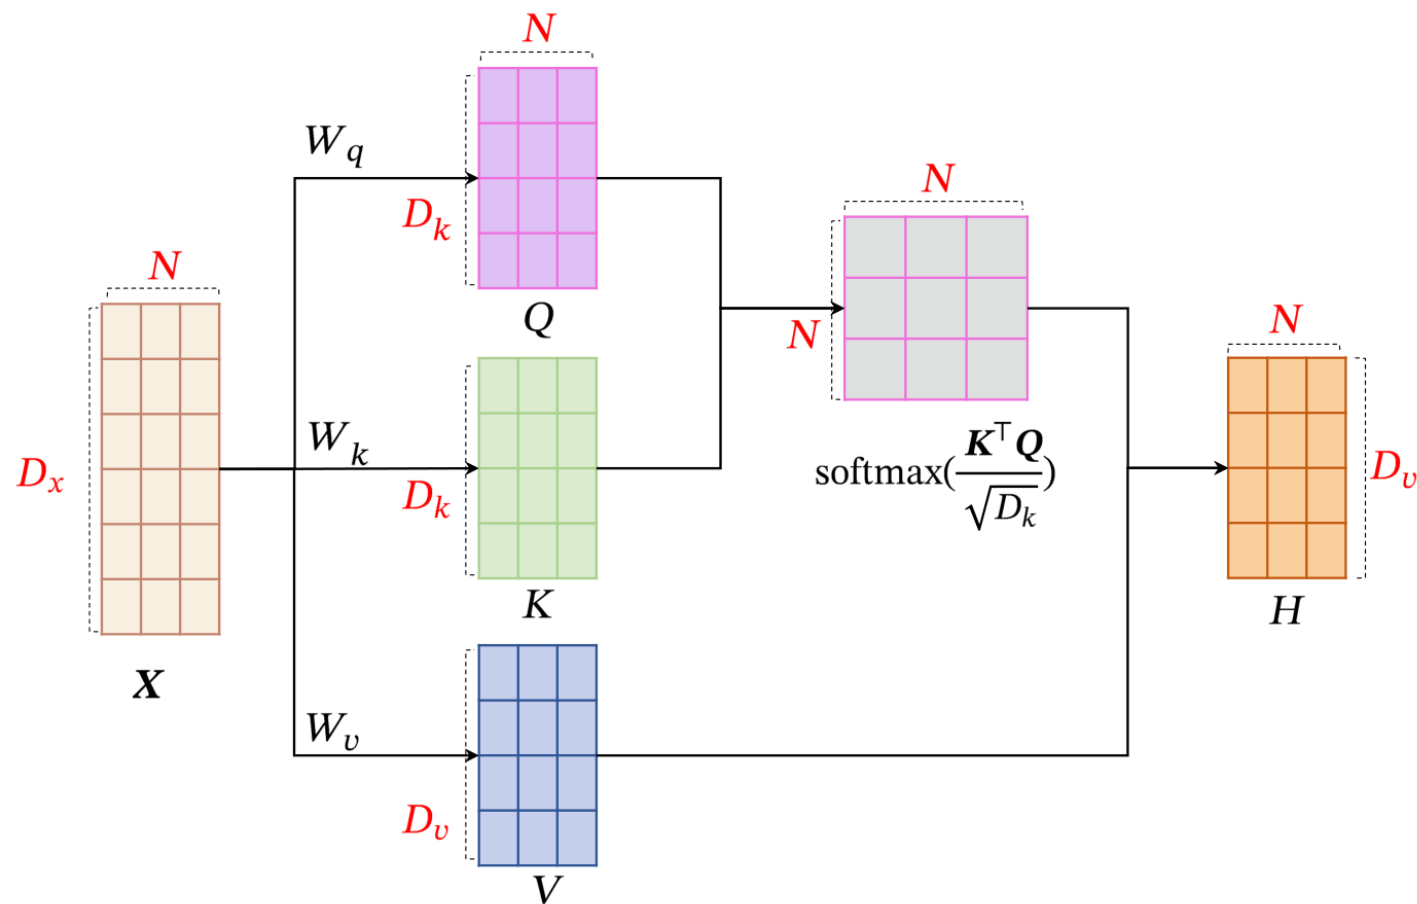 N
W_q
D_k
Q
N
D_x
X
W_k
D_k
K
W_v
D_v
V
N
N
softmax(K^⊤Q / √D_k)
N
D_v
H